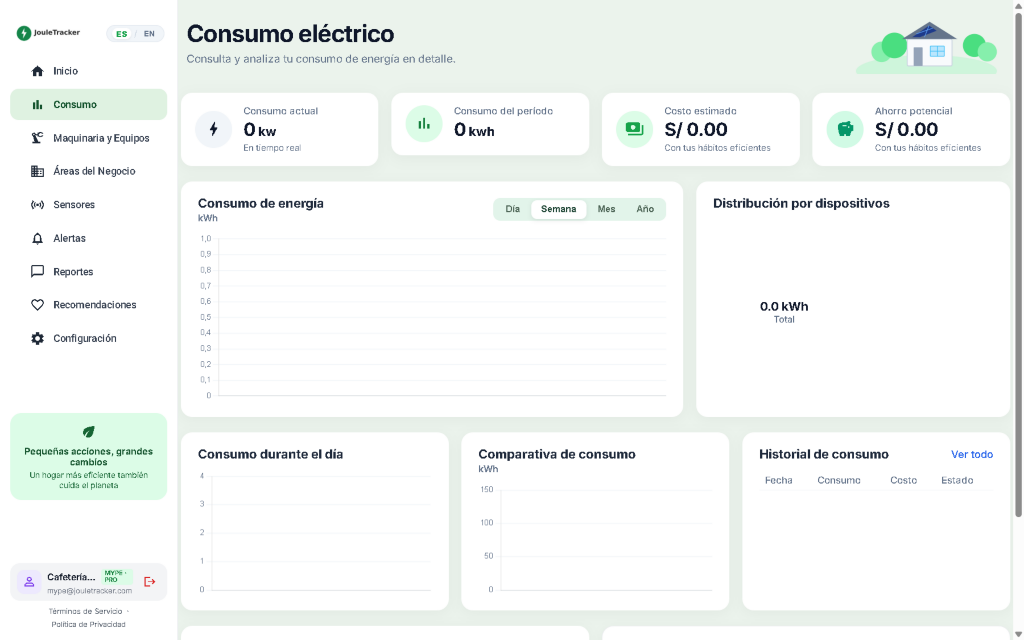 JouleTracker
ES / EN
Inicio
Consumo
Maquinaria y Equipos
Áreas del Negocio
Sensores
Alertas
Reportes
Recomendaciones
Configuración
Pequeñas acciones, grandes
cambios
Un hogar más eficiente también
cuida el planeta
Cafetería...
MYPE ·
PRO
mype@jouletracker.com
Términos de Servicio ·
Política de Privacidad
Consumo eléctrico
Consulta y analiza tu consumo de energía en detalle.
Consumo actual
0 kw
En tiempo real
Consumo del período
0 kwh
Costo estimado
S/ 0.00
Con tus hábitos eficientes
Ahorro potencial
S/ 0.00
Con tus hábitos eficientes
Consumo de energía
kWh
Día Semana Mes Año
1,0
0,9
0,8
0,7
0,6
0,5
0,4
0,3
0,2
0,1
0
Distribución por dispositivos
0.0 kWh
Total
Consumo durante el día
4
3
2
1
0
Comparativa de consumo
kWh
150
100
50
0
Historial de consumo
Ver todo
Fecha Consumo Costo Estado